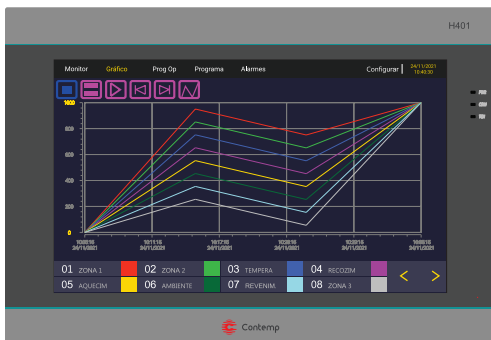 H401
Monitor Gráfico Prog Op Programa Alarmes Configurar 24/11/2021
10:40:30
1000
800
600
400
200
0
24/11/2021 24/11/2021 24/11/2021 24/11/2021 24/11/2021 24/11/2021
01 ZONA 1 02 ZONA 2 03 TEMPERA 04 RECOZIM
05 AQUECIM 06 AMBIENTE 07 REVENIM. 08 ZONA 3
Contemp